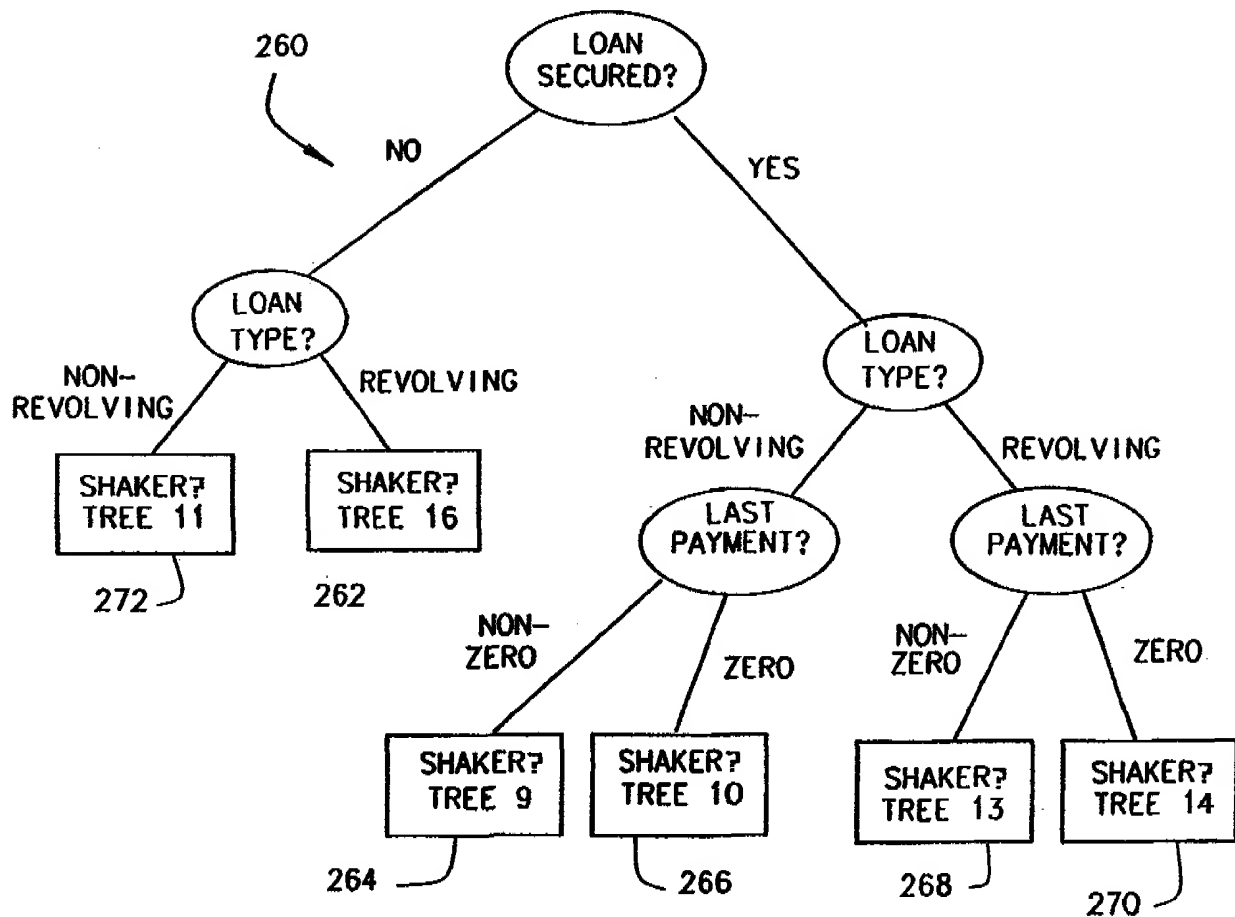 260
LOAN
SECURED?
NO
YES
LOAN
TYPE?
LOAN
TYPE?
NON-
REVOLVING
REVOLVING
NON-
REVOLVING
REVOLVING
SHAKER?
TREE 11
SHAKER?
TREE 16
LAST
PAYMENT?
LAST
PAYMENT?
272
262
NON-
ZERO
ZERO
NON-
ZERO
ZERO
SHAKER?
TREE 9
SHAKER?
TREE 10
SHAKER?
TREE 13
SHAKER?
TREE 14
264
266
268
270